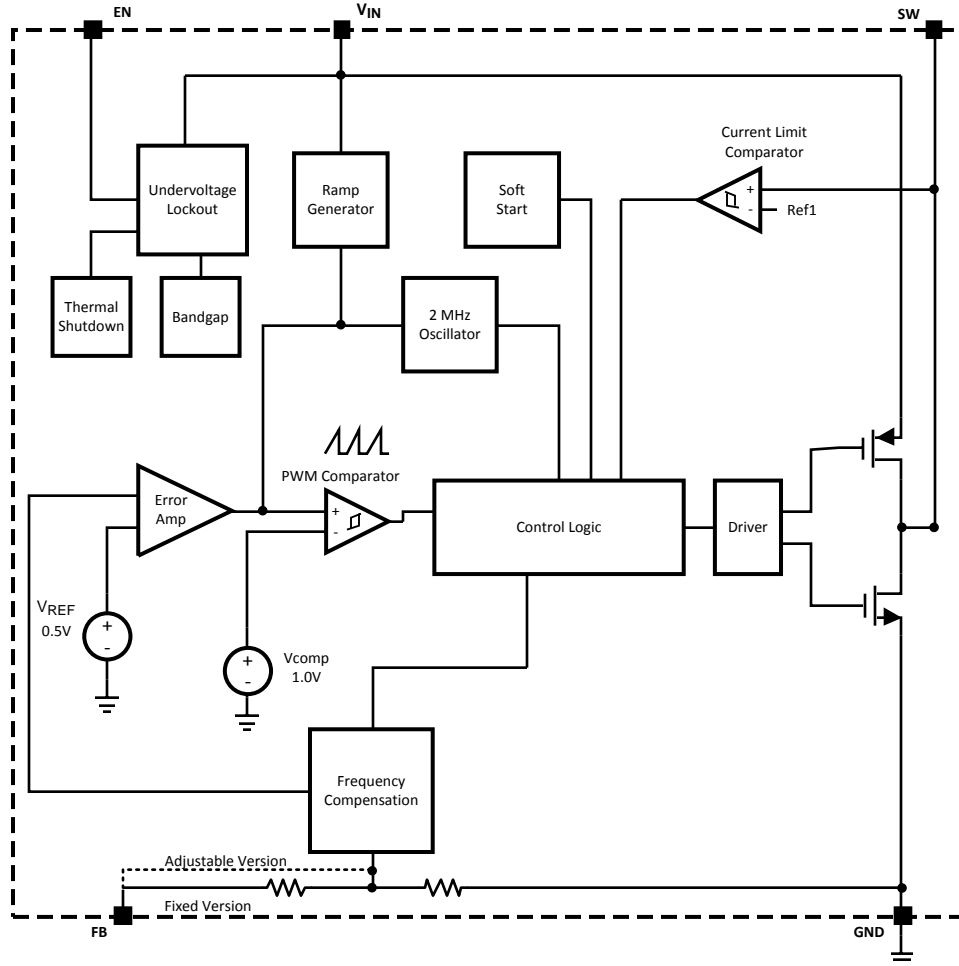 EN
VIN
SW
Current Limit
Comparator
Undervoltage
Lockout
Ramp
Generator
Soft
Start
+
-
Ref1
Thermal
Shutdown
Bandgap
2 MHz
Oscillator
PWM Comparator
Error
Amp
+
-
Control Logic
Driver
VREF
0.5V
+
-
Vcomp
1.0V
+
-
Frequency
Compensation
Adjustable Version
Fixed Version
FB
GND